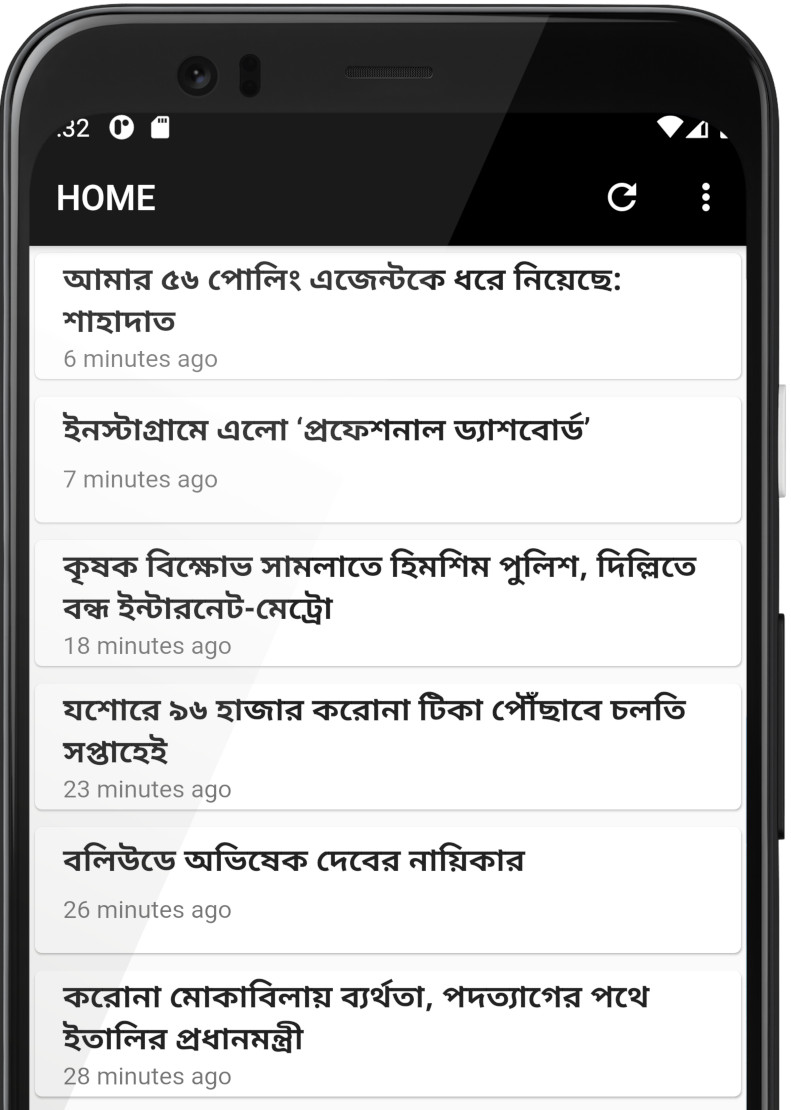 :32
HOME
আমার ৫৬ পোলিং এজেন্টকে ধরে নিয়েছে:
শাহাদাত
6 minutes ago
ইনস্টাগ্রামে এলো ‘প্রফেশনাল ড্যাশবোর্ড’
7 minutes ago
কৃষক বিক্ষোভ সামলাতে হিমশিম পুলিশ, দিল্লিতে
বন্ধ ইন্টারনেট-মেট্রো
18 minutes ago
যশোরে ৯৬ হাজার করোনা টিকা পৌঁছাবে চলতি
সপ্তাহেই
23 minutes ago
বলিউডে অভিষেক দেবের নায়িকার
26 minutes ago
করোনা মোকাবিলায় ব্যর্থতা, পদত্যাগের পথে
ইতালির প্রধানমন্ত্রী
28 minutes ago